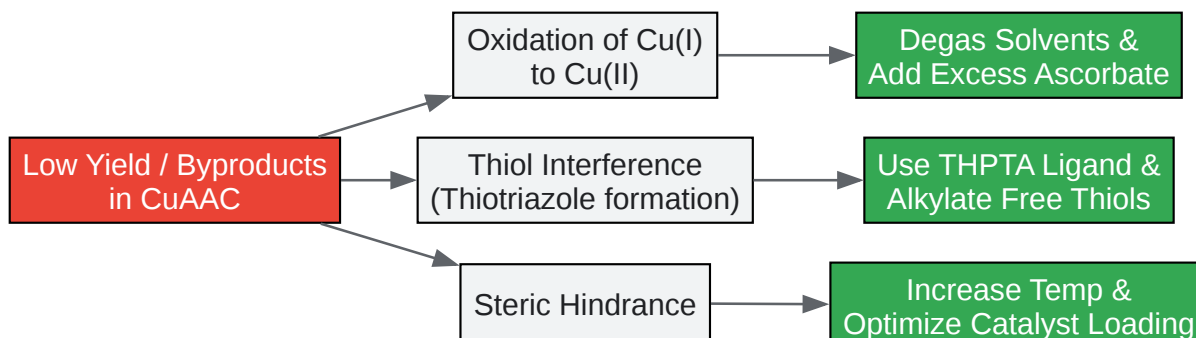 Low Yield / Byproducts
in CuAAC
Oxidation of Cu(I)
to Cu(II)
Degas Solvents &
Add Excess Ascorbate
Thiol Interference
(Thiotriazole formation)
Use THPTA Ligand &
Alkylate Free Thiols
Steric Hindrance
Increase Temp &
Optimize Catalyst Loading